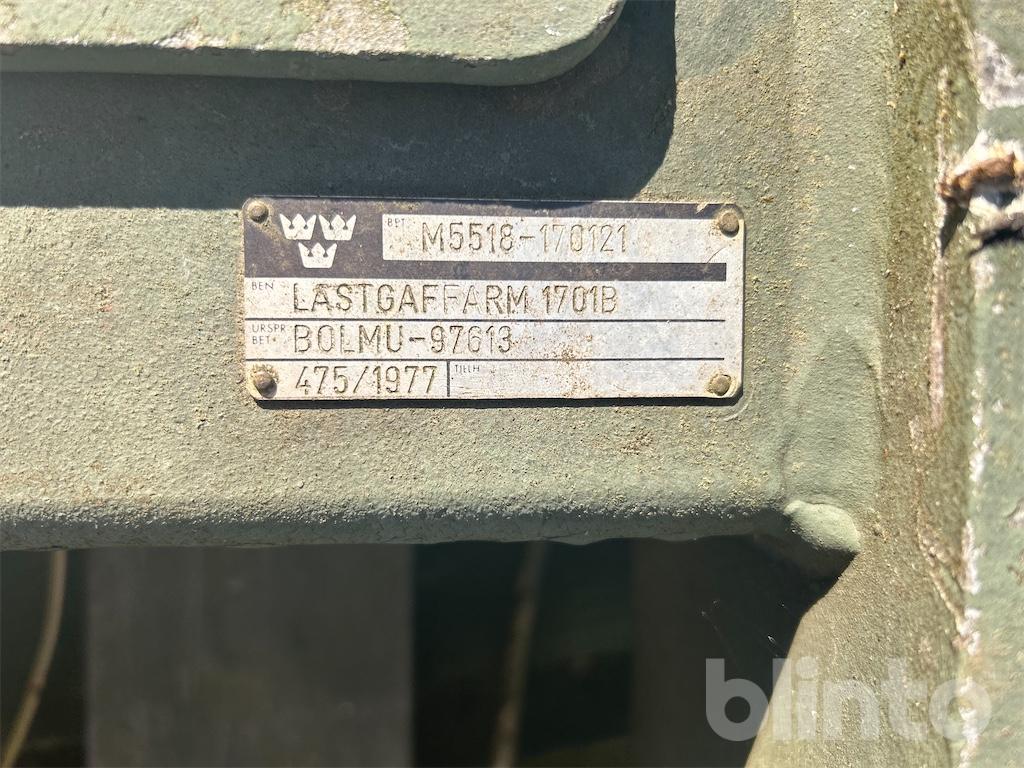 BET M5518-170121
BEN LASTGAFFARM 1701B
URSPR BET BOLMU-97613
475/1977 TILLH
blinto